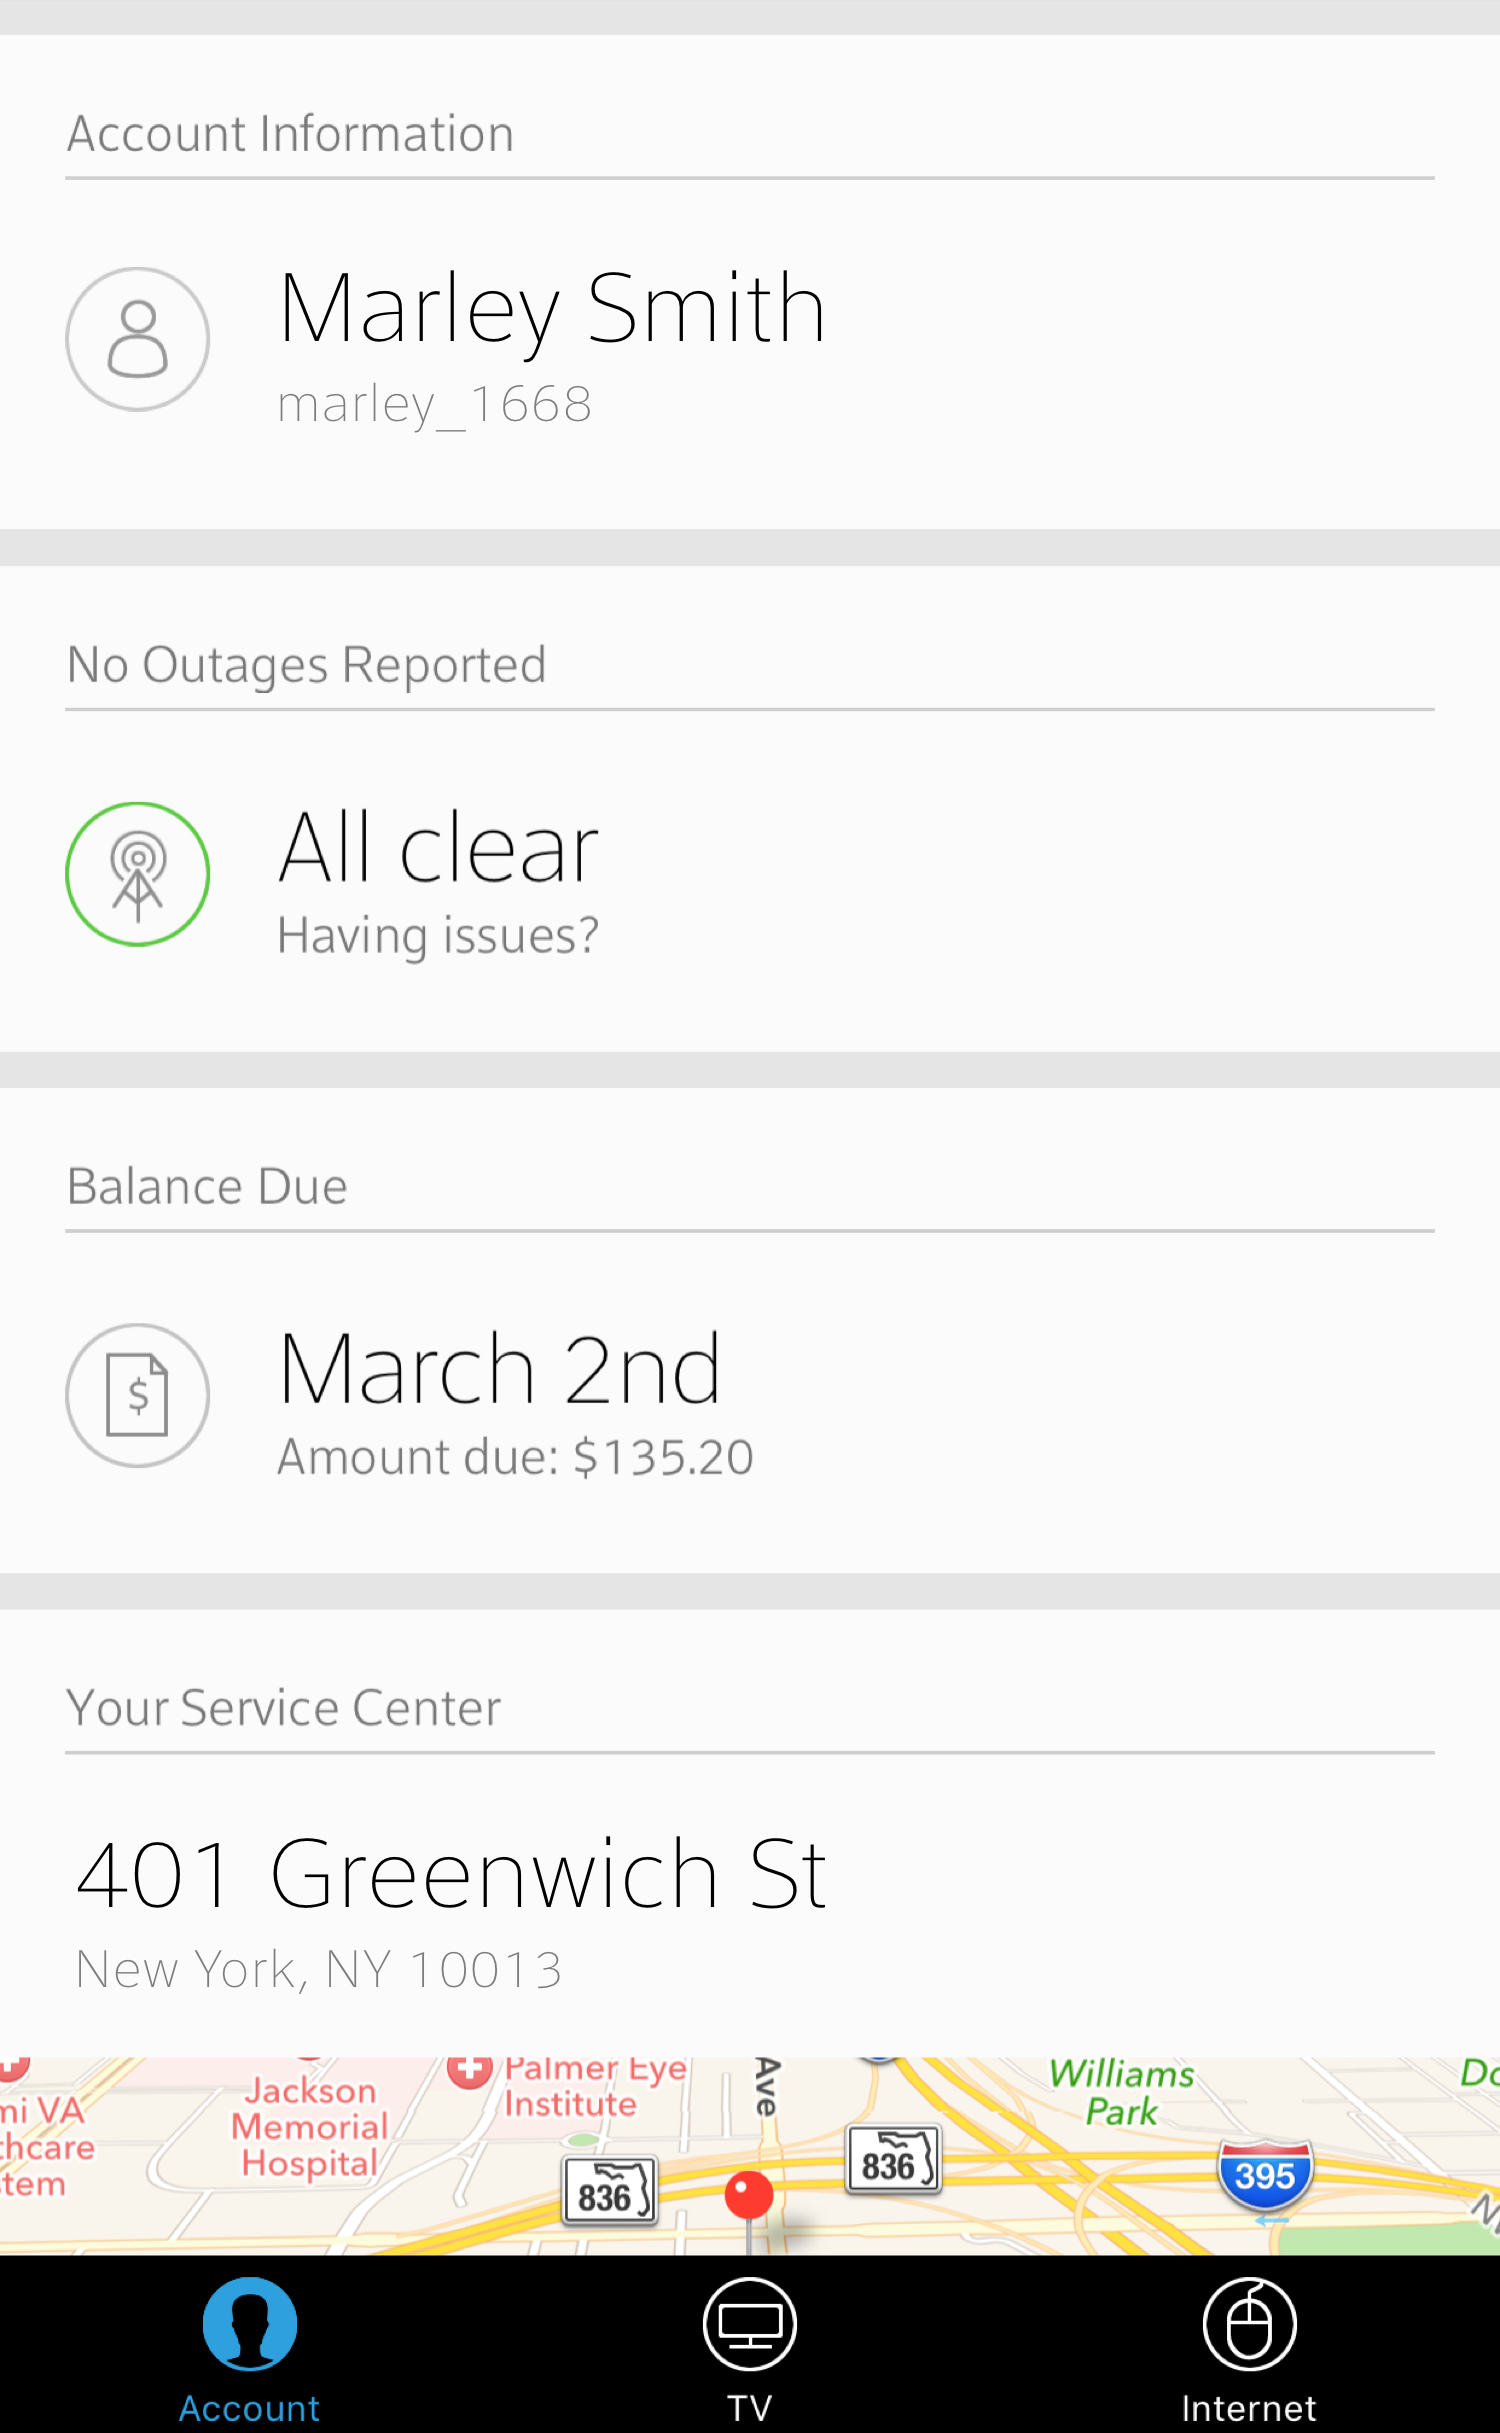 Account Information
Marley Smith
marley_1668
No Outages Reported
All clear
Having issues?
Balance Due
$
March 2nd
Amount due: $135.20
Your Service Center
401 Greenwich St
New York, NY 10013
mi VA
thcare
tem
Jackson
Memorial
Hospital
Palmer Eye
Institute
Ave
Williams
Park
836
836
395
Account
TV
Internet